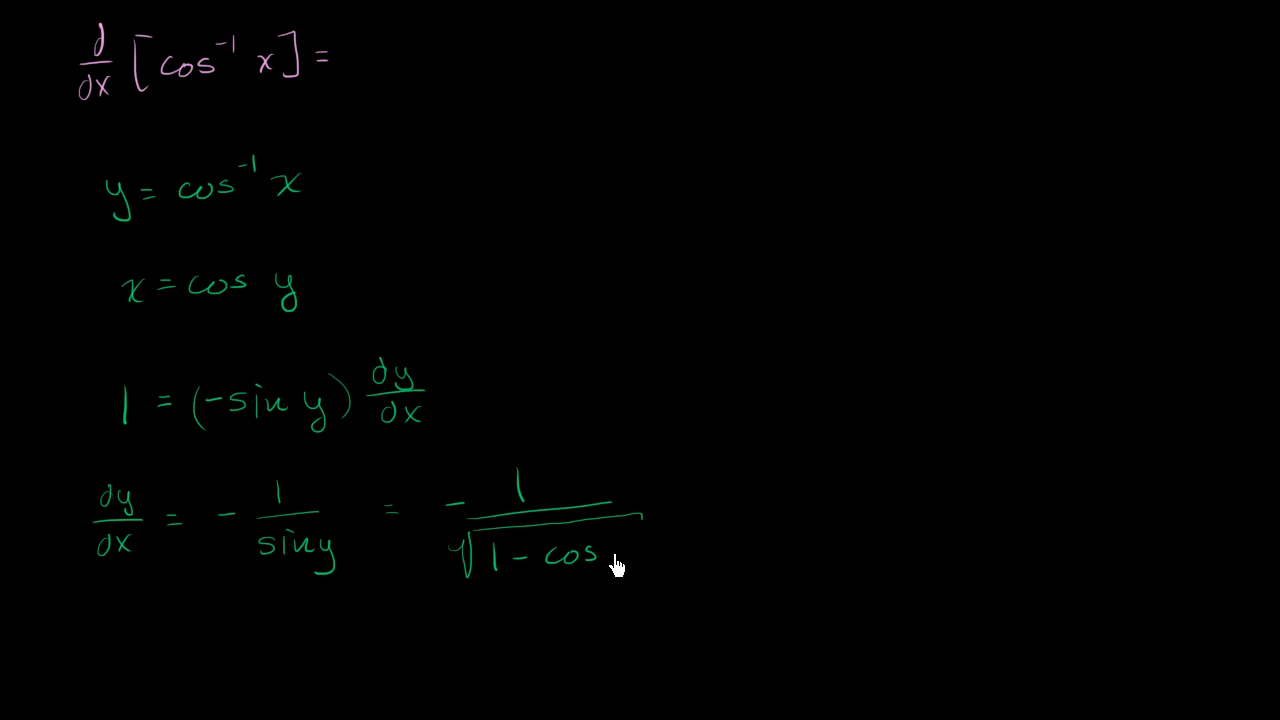 d/dx [cos⁻¹ x] =
y = cos⁻¹ x
x = cos y
1 = (-sin y) dy/dx
dy/dx = - 1/sin y = - 1/√(1 - cos